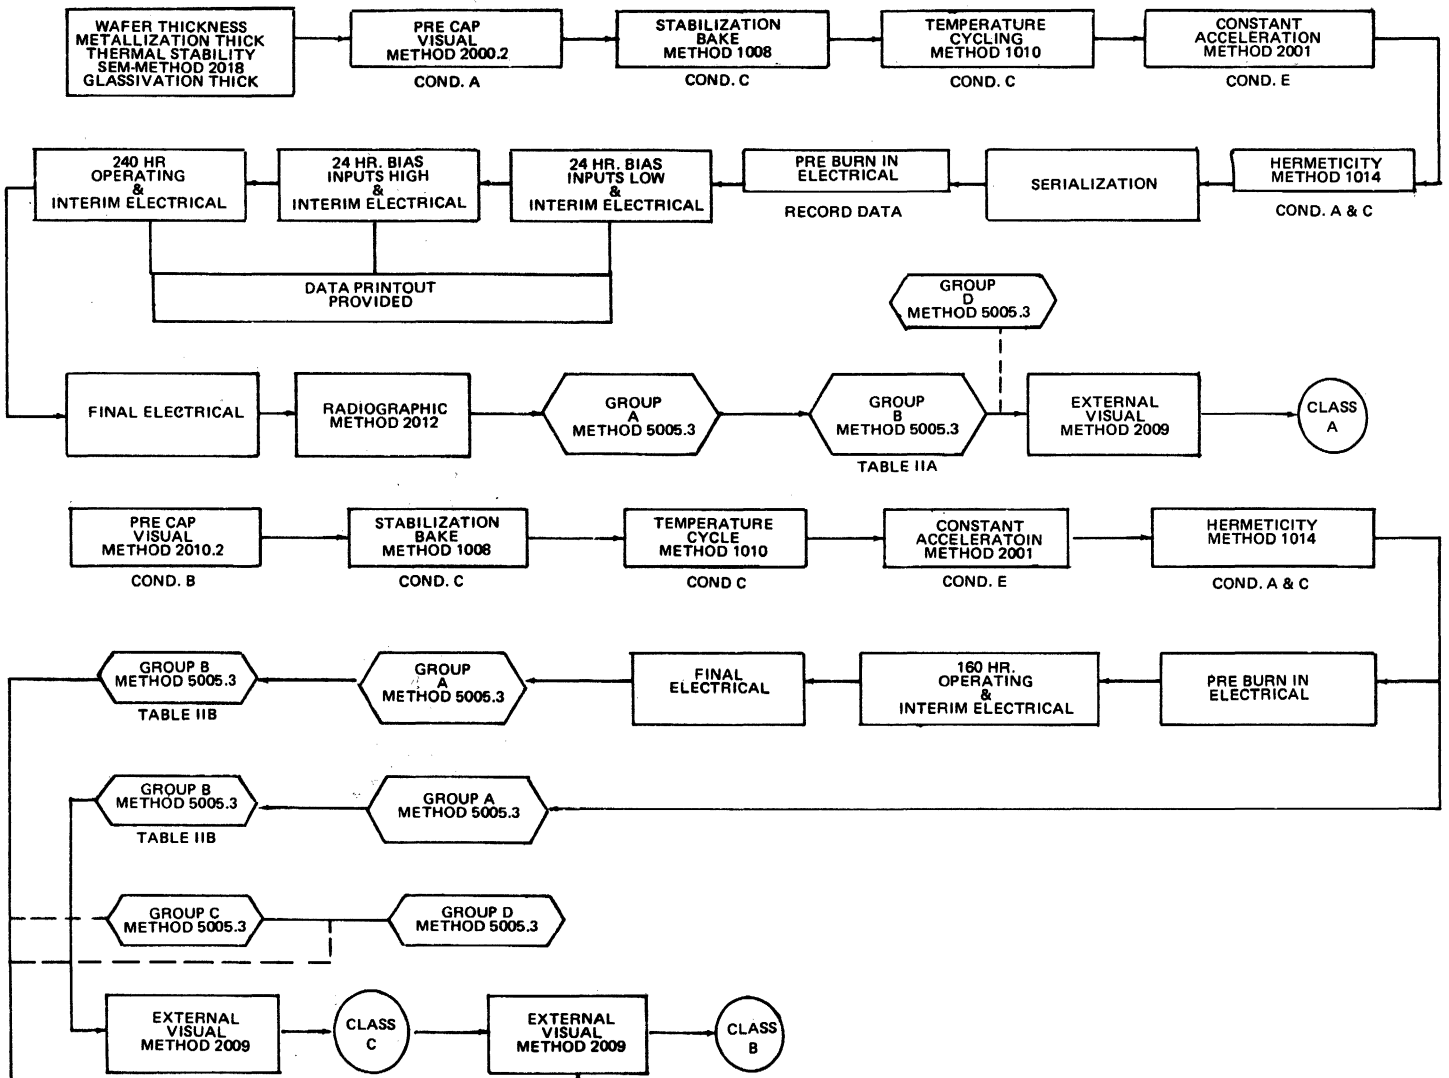 WAFER THICKNESS
METALLIZATION THICK
THERMAL STABILITY
SEM-METHOD 2018
GLASSIVATION THICK
PRE CAP
VISUAL
METHOD 2000.2
COND. A
STABILIZATION
BAKE
METHOD 1008
COND. C
TEMPERATURE
CYCLING
METHOD 1010
COND. C
CONSTANT
ACCELERATION
METHOD 2001
COND. E
240 HR
OPERATING
&
INTERIM ELECTRICAL
24 HR. BIAS
INPUTS HIGH
&
INTERIM ELECTRICAL
24 HR. BIAS
INPUTS LOW
&
INTERIM ELECTRICAL
PRE BURN IN
ELECTRICAL
RECORD DATA
SERIALIZATION
HERMETICITY
METHOD 1014
COND. A & C
DATA PRINTOUT
PROVIDED
GROUP
D
METHOD 5005.3
FINAL ELECTRICAL
RADIOGRAPHIC
METHOD 2012
GROUP
A
METHOD 5005.3
GROUP
B
METHOD 5005.3
TABLE IIA
EXTERNAL
VISUAL
METHOD 2009
CLASS
A
PRE CAP
VISUAL
METHOD 2010.2
COND. B
STABILIZATION
BAKE
METHOD 1008
COND. C
TEMPERATURE
CYCLE
METHOD 1010
COND C
CONSTANT
ACCELERATOIN
METHOD 2001
COND. E
HERMETICITY
METHOD 1014
COND. A & C
GROUP B
METHOD 5005.3
TABLE IIB
GROUP
A
METHOD 5005.3
FINAL
ELECTRICAL
160 HR.
OPERATING
&
INTERIM ELECTRICAL
PRE BURN IN
ELECTRICAL
GROUP B
METHOD 5005.3
TABLE IIB
GROUP A
METHOD 5005.3
GROUP C
METHOD 5005.3
GROUP D
METHOD 5005.3
EXTERNAL
VISUAL
METHOD 2009
CLASS
C
EXTERNAL
VISUAL
METHOD 2009
CLASS
B